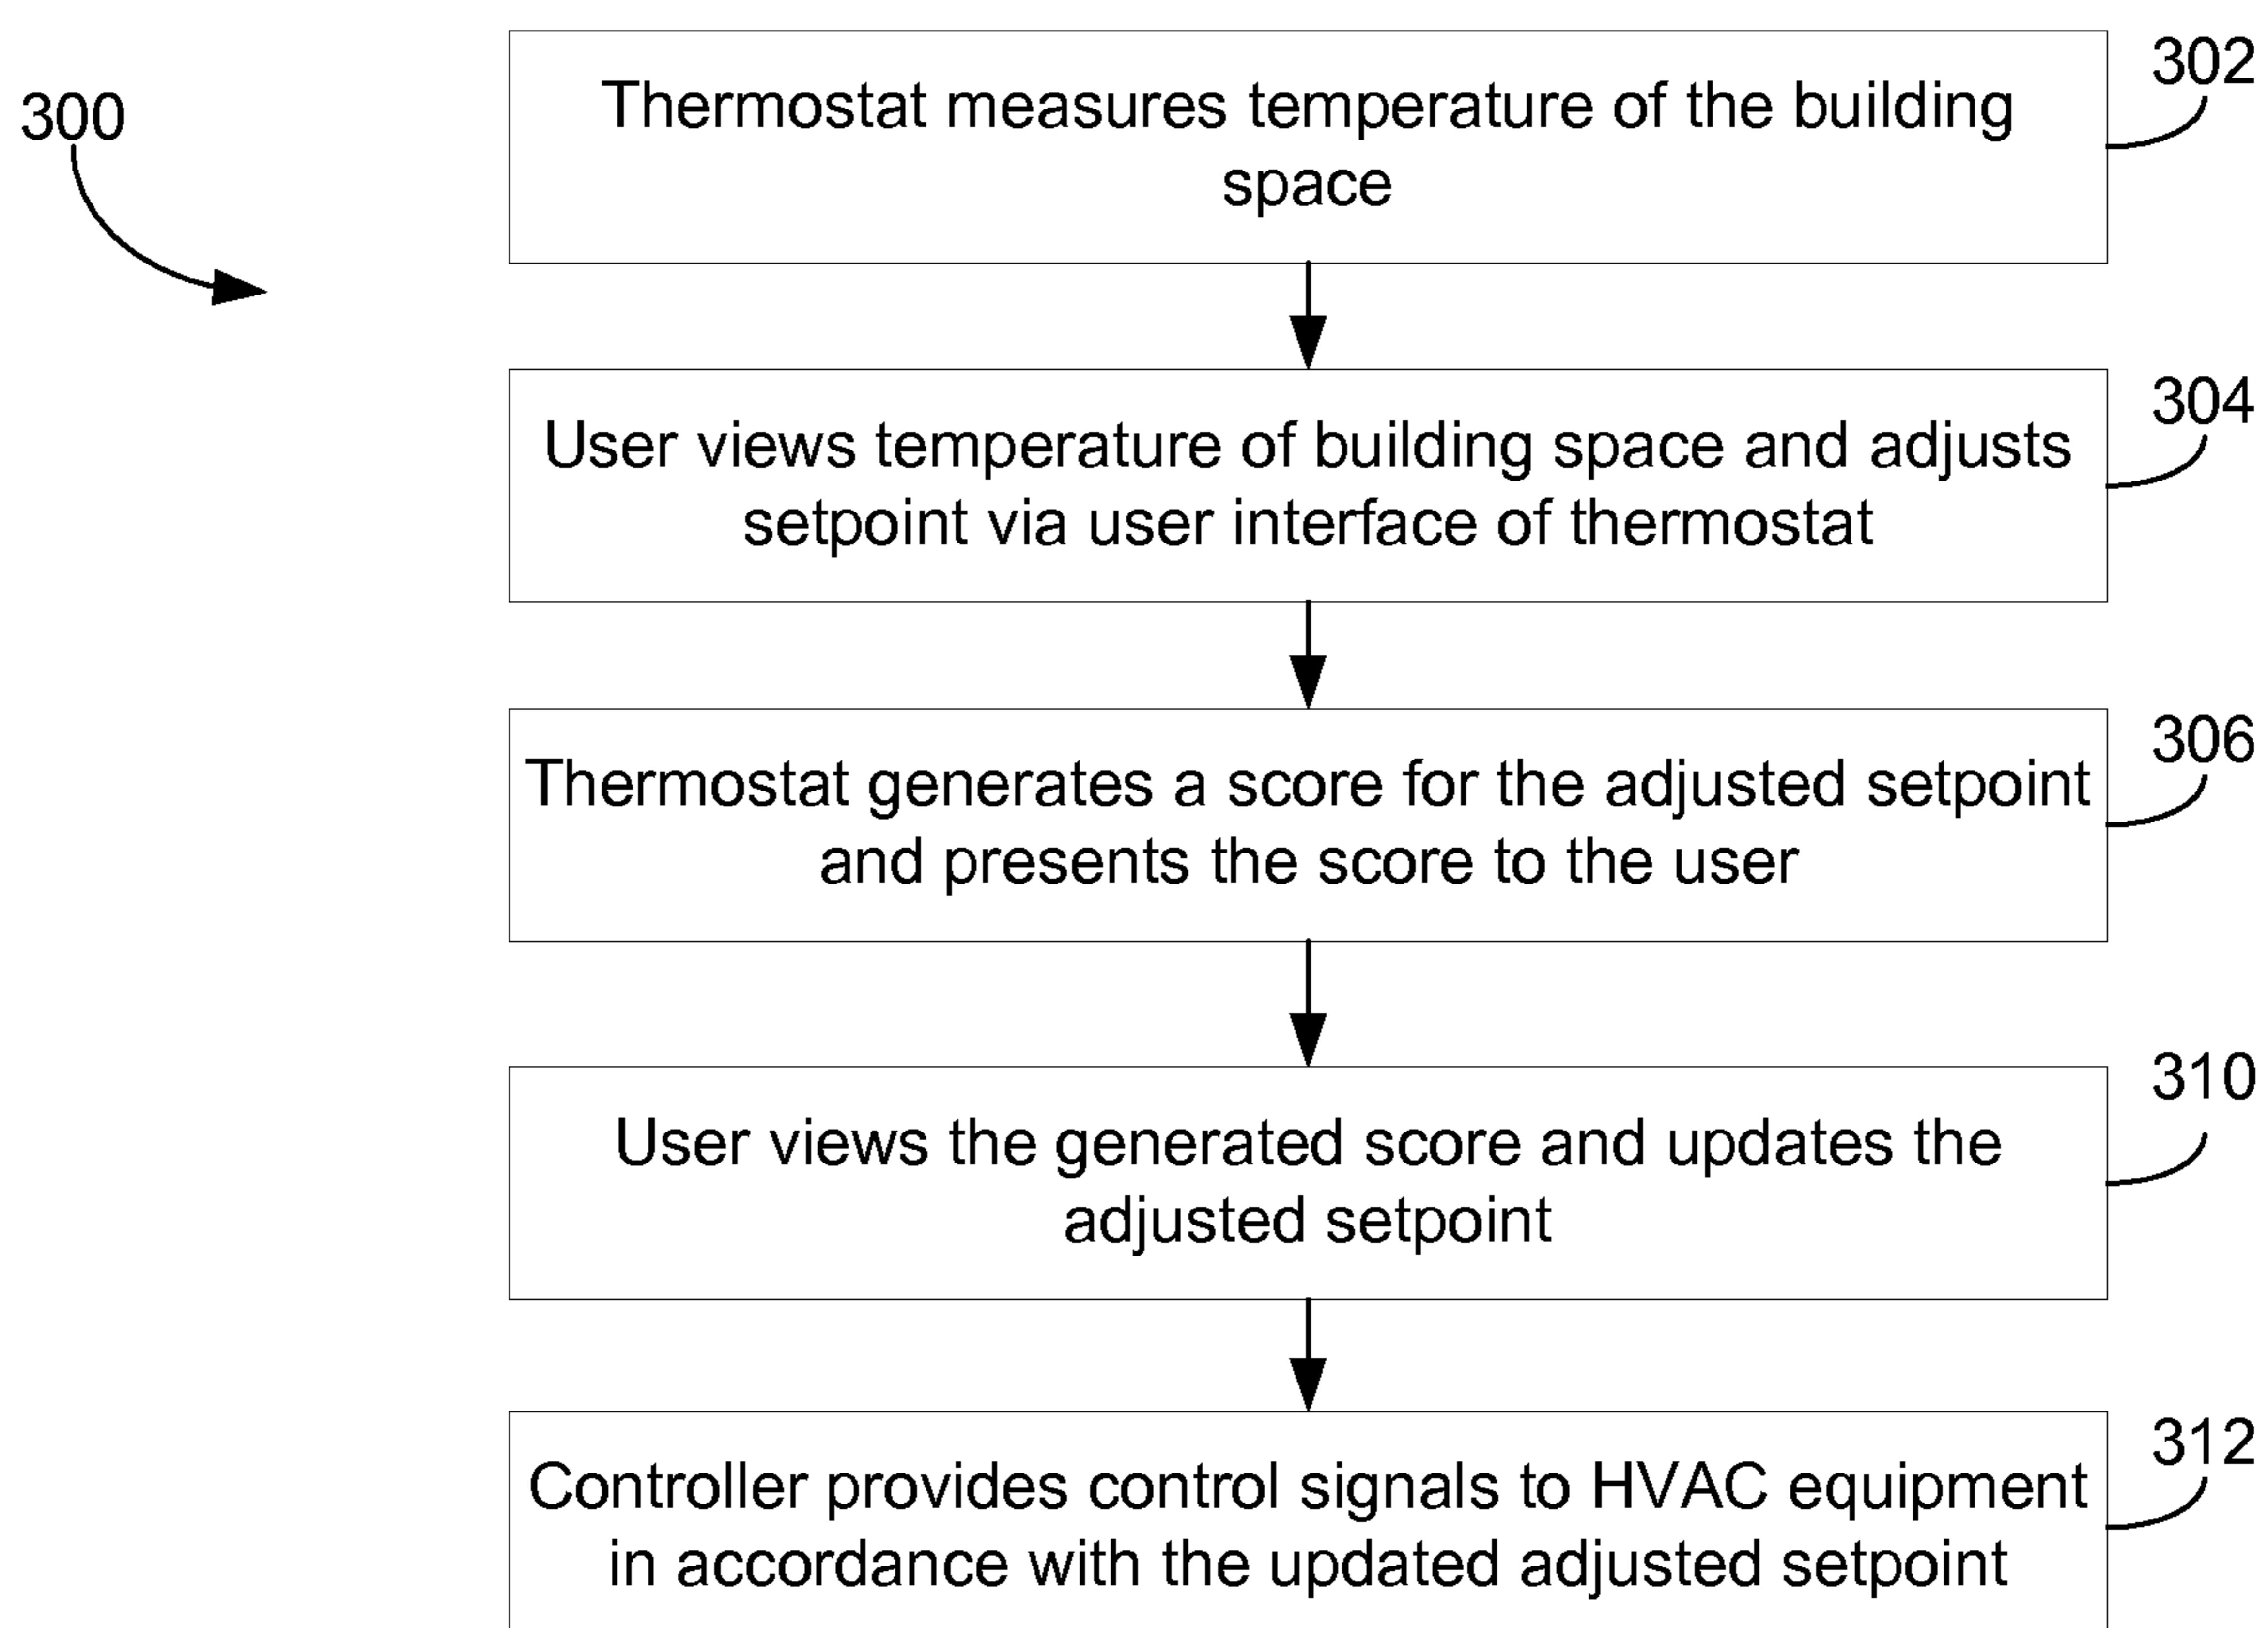 300
Thermostat measures temperature of the building
space
302
User views temperature of building space and adjusts
setpoint via user interface of thermostat
304
Thermostat generates a score for the adjusted setpoint
and presents the score to the user
306
User views the generated score and updates the
adjusted setpoint
310
Controller provides control signals to HVAC equipment
in accordance with the updated adjusted setpoint
312